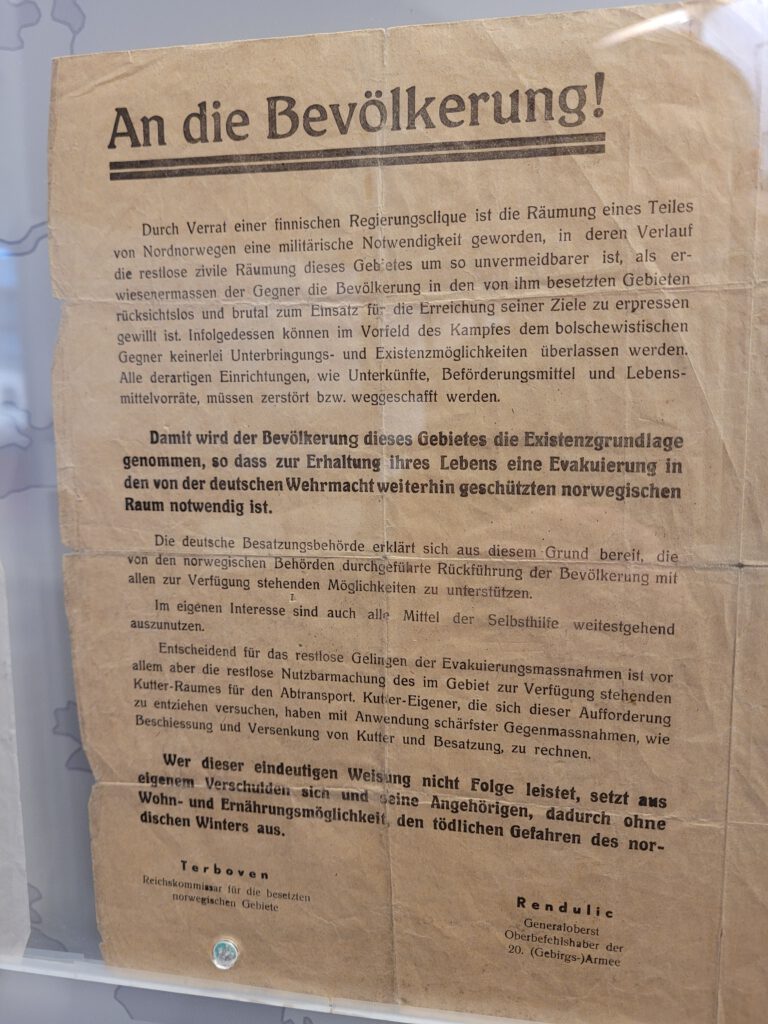 An die Bevölkerung!
Durch Verrat einer finnischen Regierungsclique ist die Räumung eines Teiles
von Nordnorwegen eine militärische Notwendigkeit geworden, in deren Verlauf
die restlose zivile Räumung dieses Gebietes um so unvermeidbarer ist, als er-
wiesenermassen der Gegner die Bevölkerung in den von ihm besetzten Gebieten
rücksichtslos und brutal zum Einsatz für die Erreichung seiner Ziele zu erpressen
gewillt ist. Infolgedessen können im Vorfeld des Kampfes dem bolschewistischen
Gegner keinerlei Unterbringungs- und Existenzmöglichkeiten überlassen werden.
Alle derartigen Einrichtungen, wie Unterkünfte, Beförderungsmittel und Lebens-
mittelvorräte, müssen zerstört bzw. weggeschafft werden.
Damit wird der Bevölkerung dieses Gebietes die Existenzgrundlage
genommen, so dass zur Erhaltung ihres Lebens eine Evakuierung in
den von der deutschen Wehrmacht weiterhin geschützten norwegischen
Raum notwendig ist.
Die deutsche Besatzungsbehörde erklärt sich aus diesem Grund bereit, die
von den norwegischen Behörden durchgeführte Rückführung der Bevölkerung mit
allen zur Verfügung stehenden Möglichkeiten zu unterstützen.
Im eigenen Interesse sind auch alle Mittel der Selbsthilfe weitestgehend
auszunutzen.
Entscheidend für das restlose Gelingen der Evakuierungsmassnahmen ist vor
allem aber die restlose Nutzbarmachung des im Gebiet zur Verfügung stehenden
Kutter-Raumes für den Abtransport. Kutter-Eigener, die sich dieser Aufforderung
zu entziehen versuchen, haben mit Anwendung schärfster Gegenmassnahmen, wie
Beschiessung und Versenkung von Kutter und Besatzung, zu rechnen.
Wer dieser eindeutigen Weisung nicht Folge leistet, setzt aus
eigenem Verschulden sich und seine Angehörigen, dadurch ohne
Wohn- und Ernährungsmöglichkeit, den tödlichen Gefahren des nor-
dischen Winters aus.
Terboven
Reichskommissar für die besetzten
norwegischen Gebiete
Rendulic
Generaloberst
Oberbefehlshaber der
20. (Gebirgs-)Armee